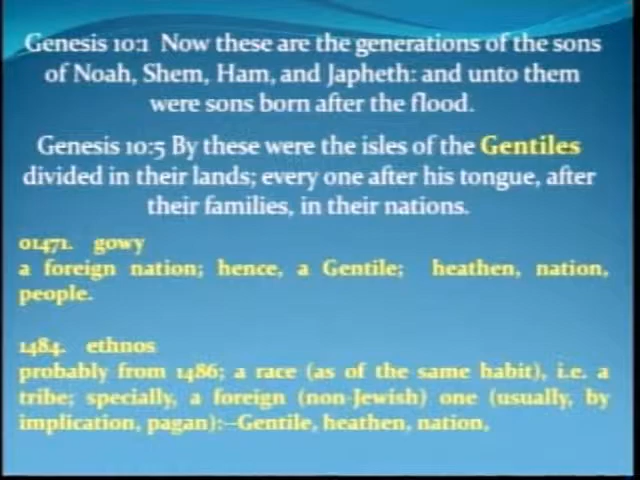 Genesis 10:1 Now these are the generations of the sons
of Noah, Shem, Ham, and Japheth: and unto them
were sons born after the flood.
Genesis 10:5 By these were the isles of the Gentiles
divided in their lands; every one after his tongue, after
their families, in their nations.
01471. gowy
a foreign nation; hence, a Gentile; heathen, nation,
people.
1484. ethnos
probably from 1486; a race (as of the same habit), i.e. a
tribe; specially, a foreign (non-Jewish) one (usually, by
implication, pagan):--Gentile, heathen, nation,